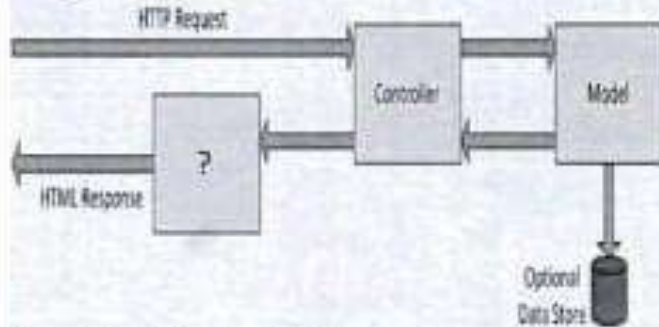 HTTP Request
Controller
Model
?
HTML Response
Optional
Data Store